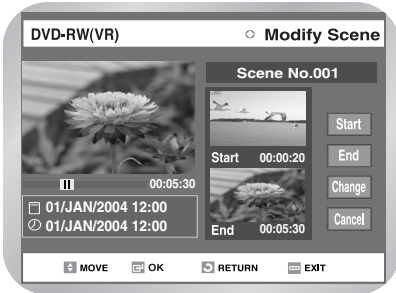 DVD-RW(VR) Modify Scene
Scene No.001
Start 00:00:20
End 00:05:30
Start
End
Change
Cancel
00:05:30
01/JAN/2004 12:00
01/JAN/2004 12:00
MOVE OK RETURN EXIT